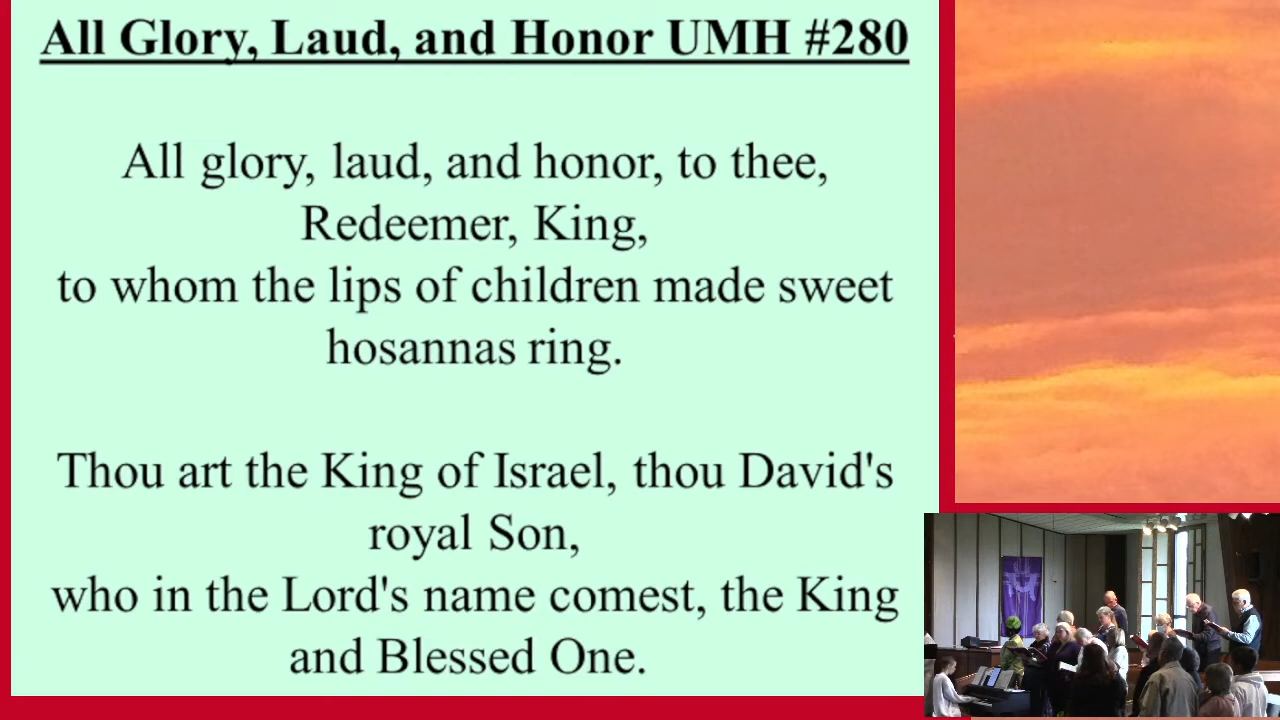 All Glory, Laud, and Honor UMH #280
All glory, laud, and honor, to thee,
Redeemer, King,
to whom the lips of children made sweet
hosannas ring.
Thou art the King of Israel, thou David's
royal Son,
who in the Lord's name comest, the King
and Blessed One.